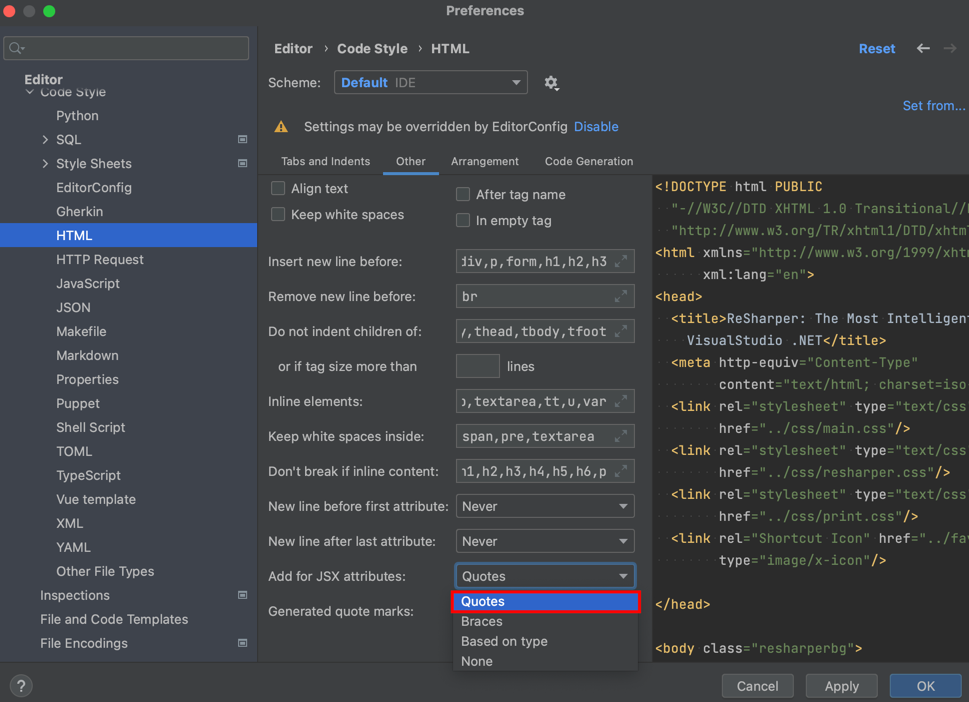 Preferences
Editor
Code Style
Python
SQL
Style Sheets
EditorConfig
Gherkin
HTML
HTTP Request
JavaScript
JSON
Makefile
Markdown
Properties
Puppet
Shell Script
TOML
TypeScript
Vue template
XML
YAML
Other File Types
Inspections
File and Code Templates
File Encodings
Editor › Code Style › HTML
Reset
Scheme: Default IDE
Set from...
Settings may be overridden by EditorConfig Disable
Tabs and Indents Other Arrangement Code Generation
Align text
After tag name
Keep white spaces
In empty tag
Insert new line before: div,p,form,h1,h2,h3
Remove new line before: br
Do not indent children of: ,thead,tbody,tfoot
or if tag size more than lines
Inline elements: ,textarea,tt,u,var
Keep white spaces inside: span,pre,textarea
Don't break if inline content: h1,h2,h3,h4,h5,h6,p
New line before first attribute: Never
New line after last attribute: Never
Add for JSX attributes: Quotes
Generated quote marks:
Quotes
Braces
Based on type
None
<!DOCTYPE html PUBLIC
"-//W3C//DTD XHTML 1.0 Transitional//
"http://www.w3.org/TR/xhtml1/DTD/xhtml
<html xmlns="http://www.w3.org/1999/xht
xml:lang="en">
<head>
<title>ReSharper: The Most Intelligent
VisualStudio .NET</title>
<meta http-equiv="Content-Type"
content="text/html; charset=iso
<link rel="stylesheet" type="text/css
href="../css/main.css"/>
<link rel="stylesheet" type="text/css
href="../css/resharper.css"/>
<link rel="stylesheet" type="text/css
href="../css/print.css"/>
<link rel="Shortcut Icon" href="../fav
type="image/x-icon"/>
</head>
<body class="resharperbg">
?
Cancel Apply OK